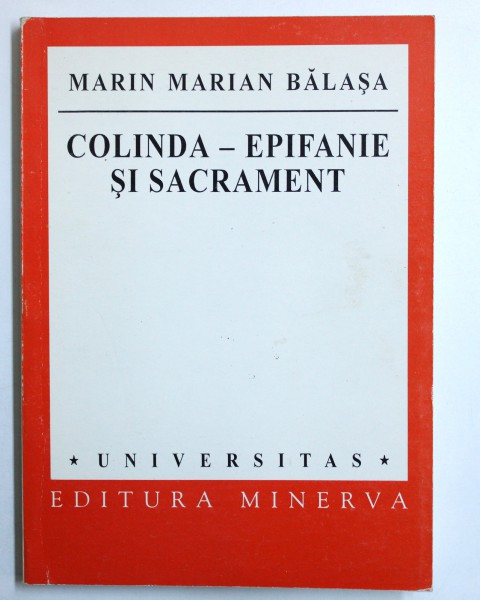 MARIN MARIAN BĂLAŞA
COLINDA – EPIFANIE
ŞI SACRAMENT
★ UNIVERSITAS ★
EDITURA MINERVA